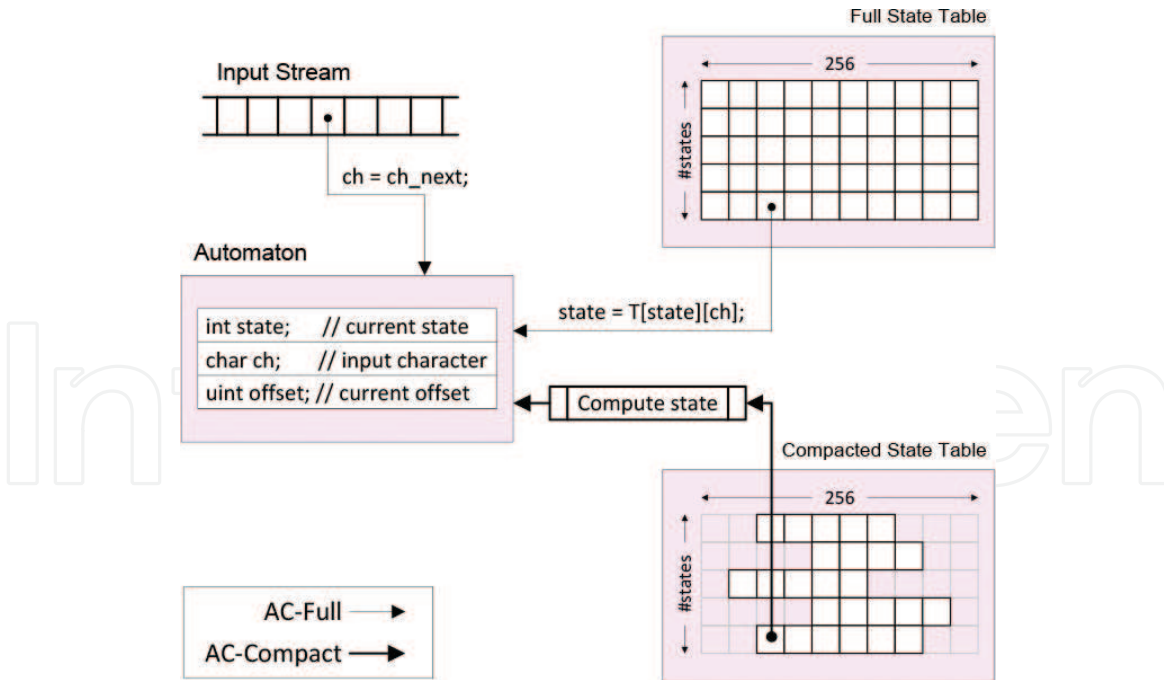 Full State Table
256
#states
Input Stream
ch = ch_next;
Automaton
state = T[state][ch];
int state; // current state
char ch; // input character
uint offset; // current offset
Compute state
Compacted State Table
256
#states
AC-Full
AC-Compact